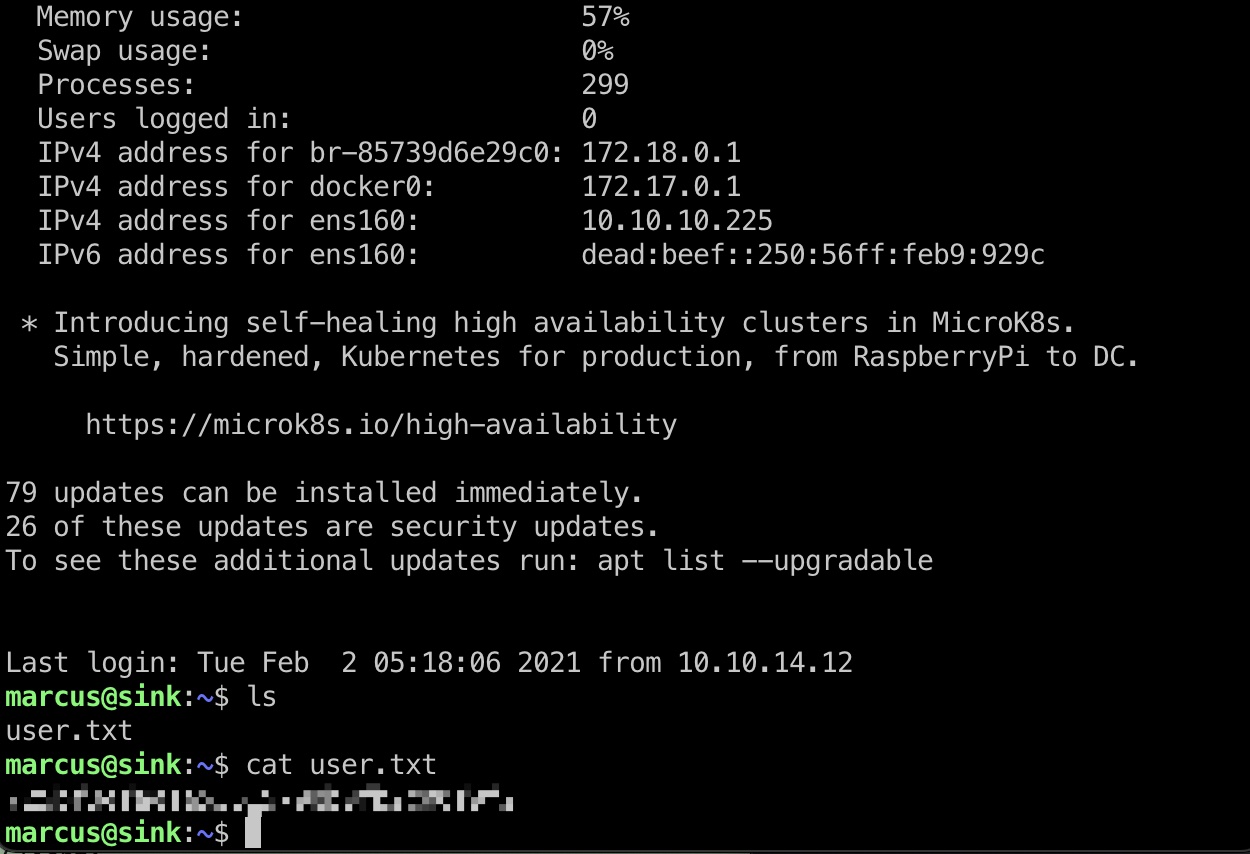 Memory usage: 57%
Swap usage: 0%
Processes: 299
Users logged in: 0
IPv4 address for br-85739d6e29c0: 172.18.0.1
IPv4 address for docker0: 172.17.0.1
IPv4 address for ens160: 10.10.10.225
IPv6 address for ens160: dead:beef::250:56ff:feb9:929c
* Introducing self-healing high availability clusters in MicroK8s.
Simple, hardened, Kubernetes for production, from RaspberryPi to DC.
https://microk8s.io/high-availability
79 updates can be installed immediately.
26 of these updates are security updates.
To see these additional updates run: apt list --upgradable
Last login: Tue Feb  2 05:18:06 2021 from 10.10.14.12
marcus@sink:~$ ls
user.txt
marcus@sink:~$ cat user.txt
marcus@sink:~$